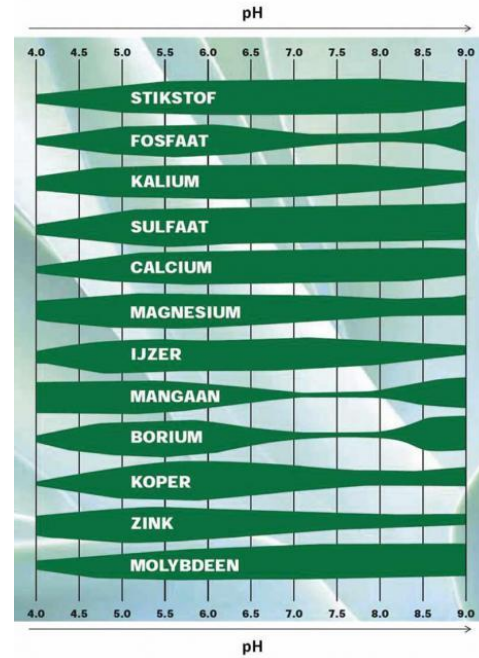 pH
4.0 4.5 5.0 5.5 6.0 6.5 7.0 7.5 8.0 8.5 9.0
STIKSTOF
FOSFAAT
KALIUM
SULFAAT
CALCIUM
MAGNESIUM
IJZER
MANGAAN
BORIUM
KOPER
ZINK
MOLYBDEEN
4.0 4.5 5.0 5.5 6.0 6.5 7.0 7.5 8.0 8.5 9.0
pH